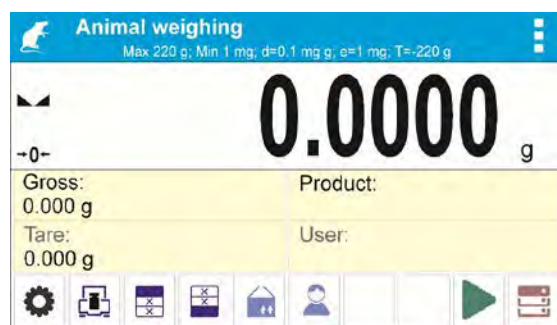 Animal weighing
Max 220 g; Min 1 mg; d=0.1 mg g; e=1 mg; T=-220 g
0.0000 g
→0←
Gross:
0.000 g
Product:
Tare:
0.000 g
User: